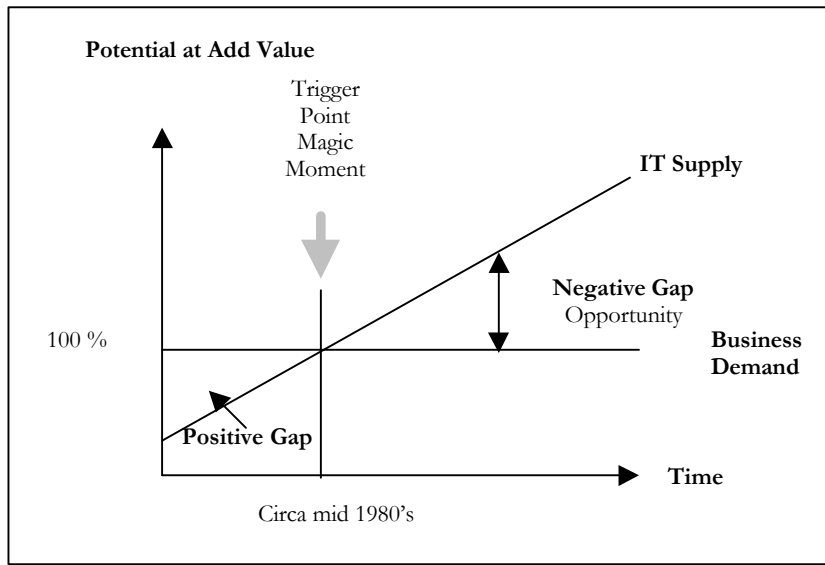 Potential at Add Value
Trigger
Point
Magic
Moment
IT Supply
Negative Gap
Opportunity
100 %
Business
Demand
Positive Gap
Time
Circa mid 1980's